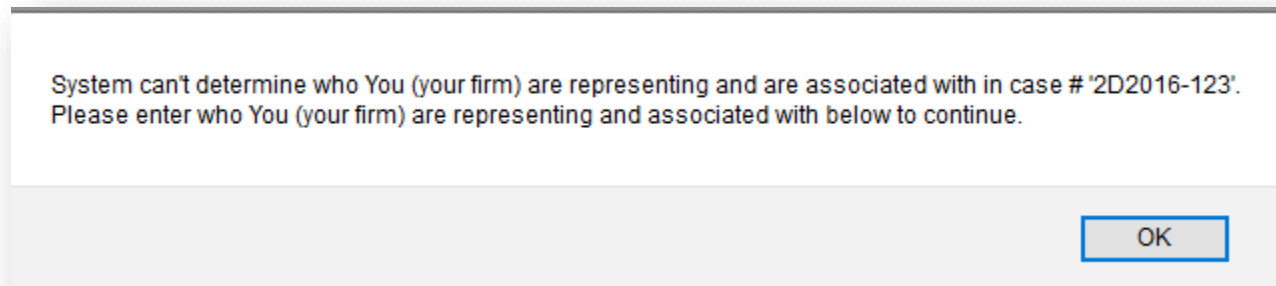 System can't determine who You (your firm) are representing and are associated with in case # '2D2016-123'.
Please enter who You (your firm) are representing and associated with below to continue.
OK